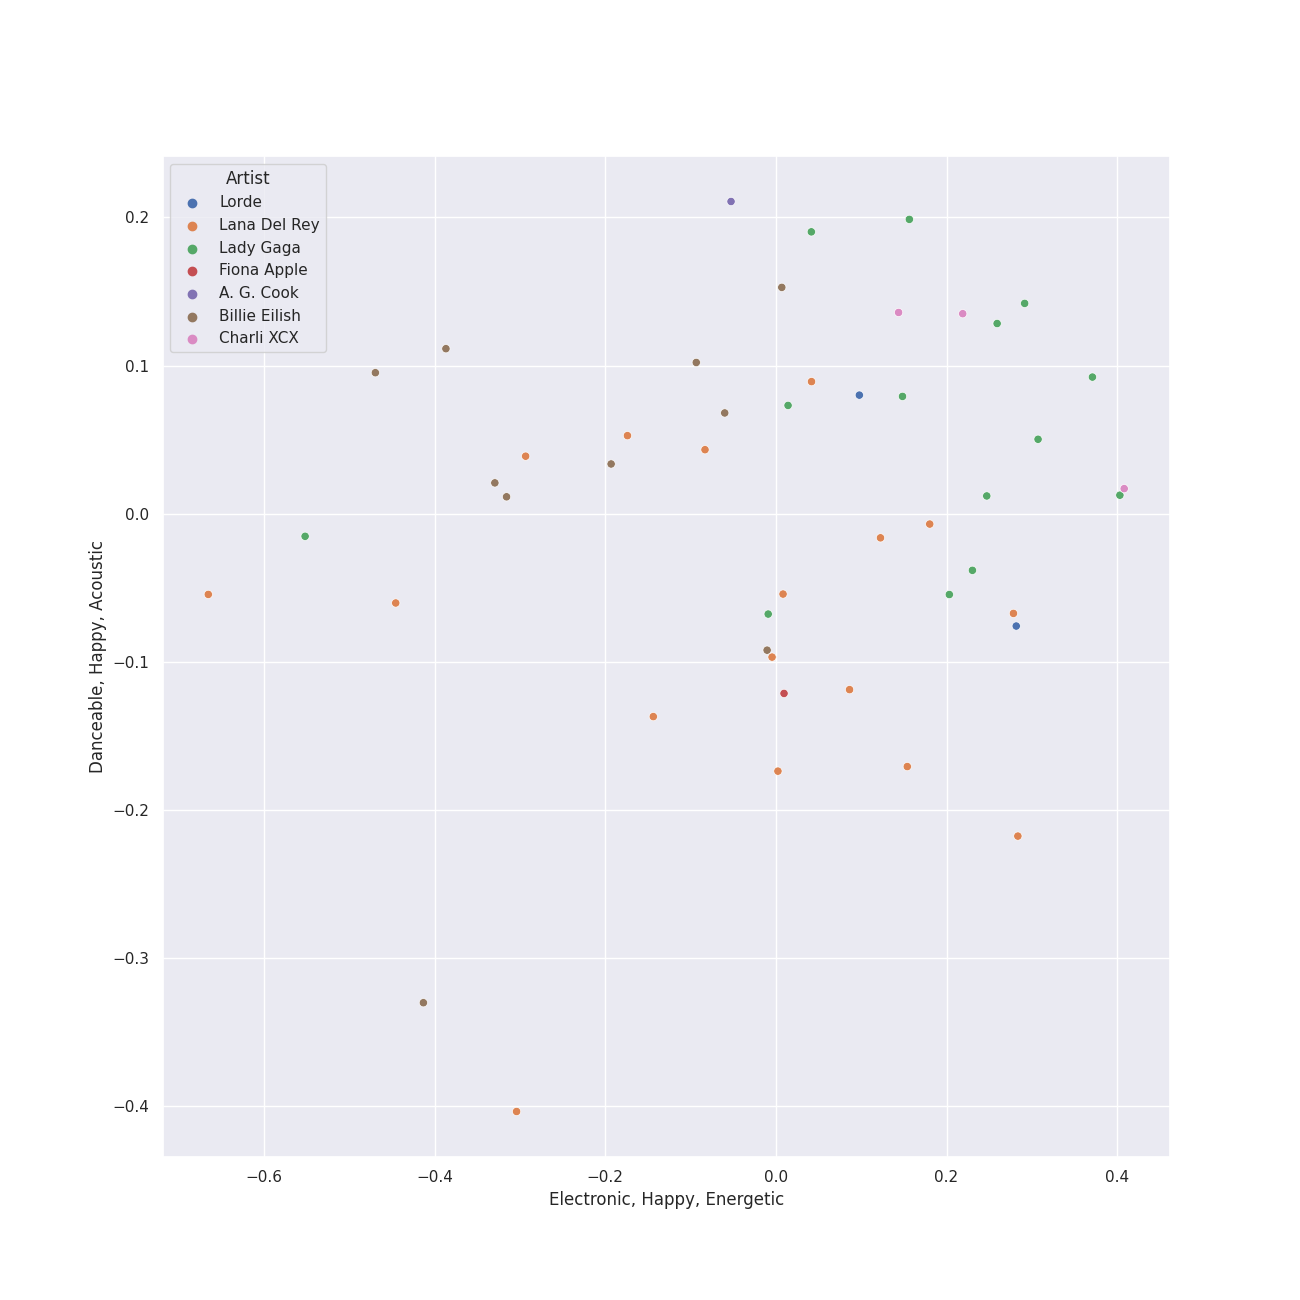 Artist
Lorde
Lana Del Rey
Lady Gaga
Fiona Apple
A. G. Cook
Billie Eilish
Charli XCX
0.2
0.1
0.0
−0.1
−0.2
−0.3
−0.4
Danceable, Happy, Acoustic
−0.6
−0.4
−0.2
0.0
0.2
0.4
Electronic, Happy, Energetic